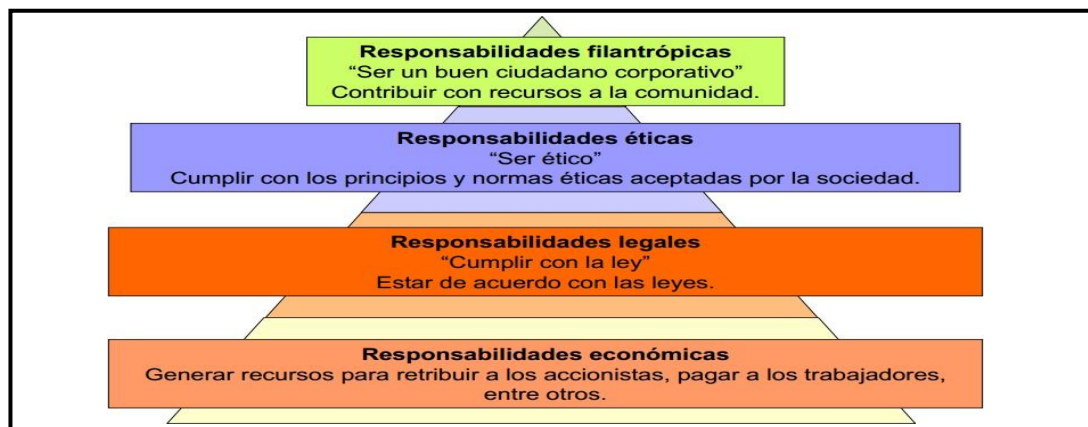 Responsabilidades filantrópicas
“Ser un buen ciudadano corporativo”
Contribuir con recursos a la comunidad.
Responsabilidades éticas
“Ser ético”
Cumplir con los principios y normas éticas aceptadas por la sociedad.
Responsabilidades legales
“Cumplir con la ley”
Estar de acuerdo con las leyes.
Responsabilidades económicas
Generar recursos para retribuir a los accionistas, pagar a los trabajadores,
entre otros.